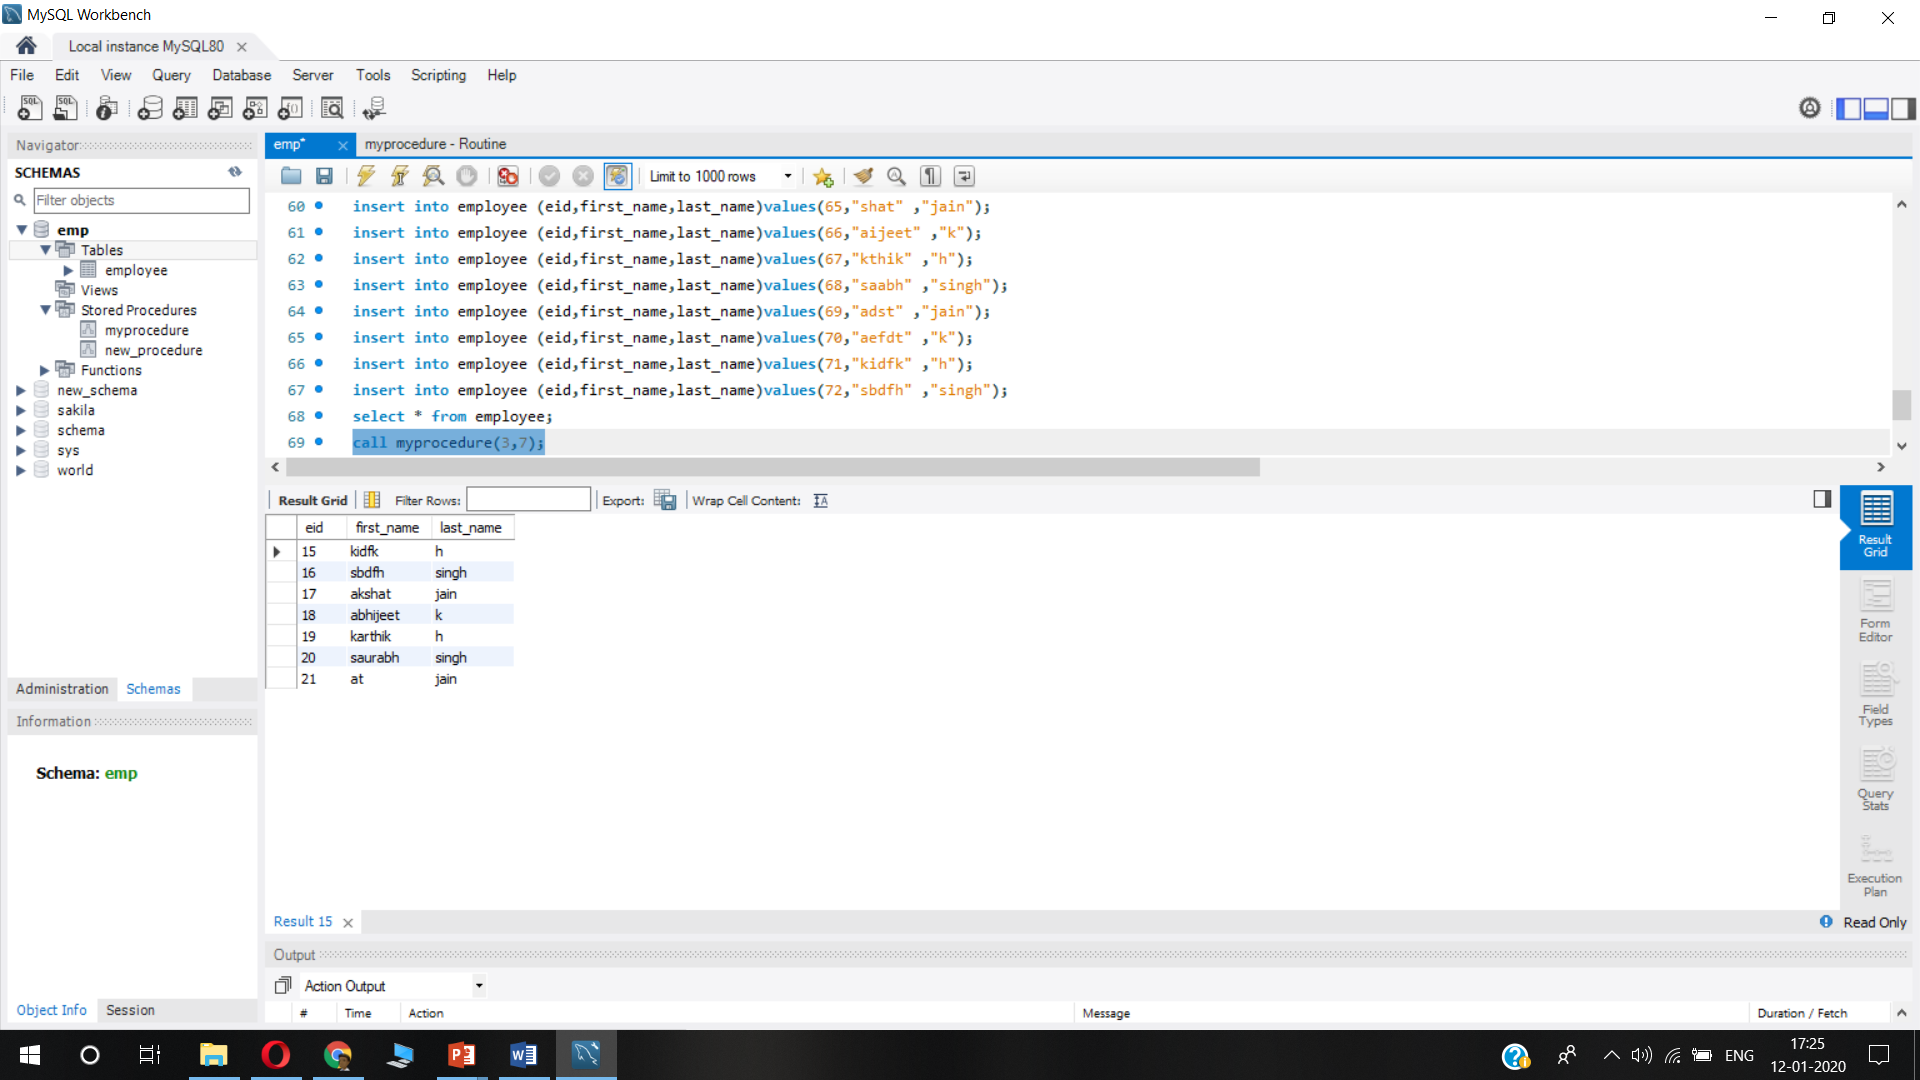 MySQL Workbench
Local instance MySQL80
File Edit View Query Database Server Tools Scripting Help
Navigator
SCHEMAS
Filter objects
emp
Tables
employee
Views
Stored Procedures
myprocedure
new_procedure
Functions
new_schema
sakila
schema
sys
world
Administration Schemas
Information
Schema: emp
Object Info Session
emp* myprocedure - Routine
Limit to 1000 rows
60 insert into employee (eid,first_name,last_name)values(65,"shat" ,"jain");
61 insert into employee (eid,first_name,last_name)values(66,"aijeet" ,"k");
62 insert into employee (eid,first_name,last_name)values(67,"kthik" ,"h");
63 insert into employee (eid,first_name,last_name)values(68,"saabh" ,"singh");
64 insert into employee (eid,first_name,last_name)values(69,"adst" ,"jain");
65 insert into employee (eid,first_name,last_name)values(70,"aefdt" ,"k");
66 insert into employee (eid,first_name,last_name)values(71,"kidfk" ,"h");
67 insert into employee (eid,first_name,last_name)values(72,"sbdfh" ,"singh");
68 select * from employee;
69 call myprocedure(3,7);
Result Grid Filter Rows: Export: Wrap Cell Content:
eid first_name last_name
15 kidfk h
16 sbdfh singh
17 akshat jain
18 abhijeet k
19 karthik h
20 saurabh singh
21 at jain
Result
Grid
Form
Editor
Field
Types
Query
Stats
Execution
Plan
Result 15
Read Only
Output
Action Output
# Time Action Message Duration / Fetch
ENG
17:25
12-01-2020